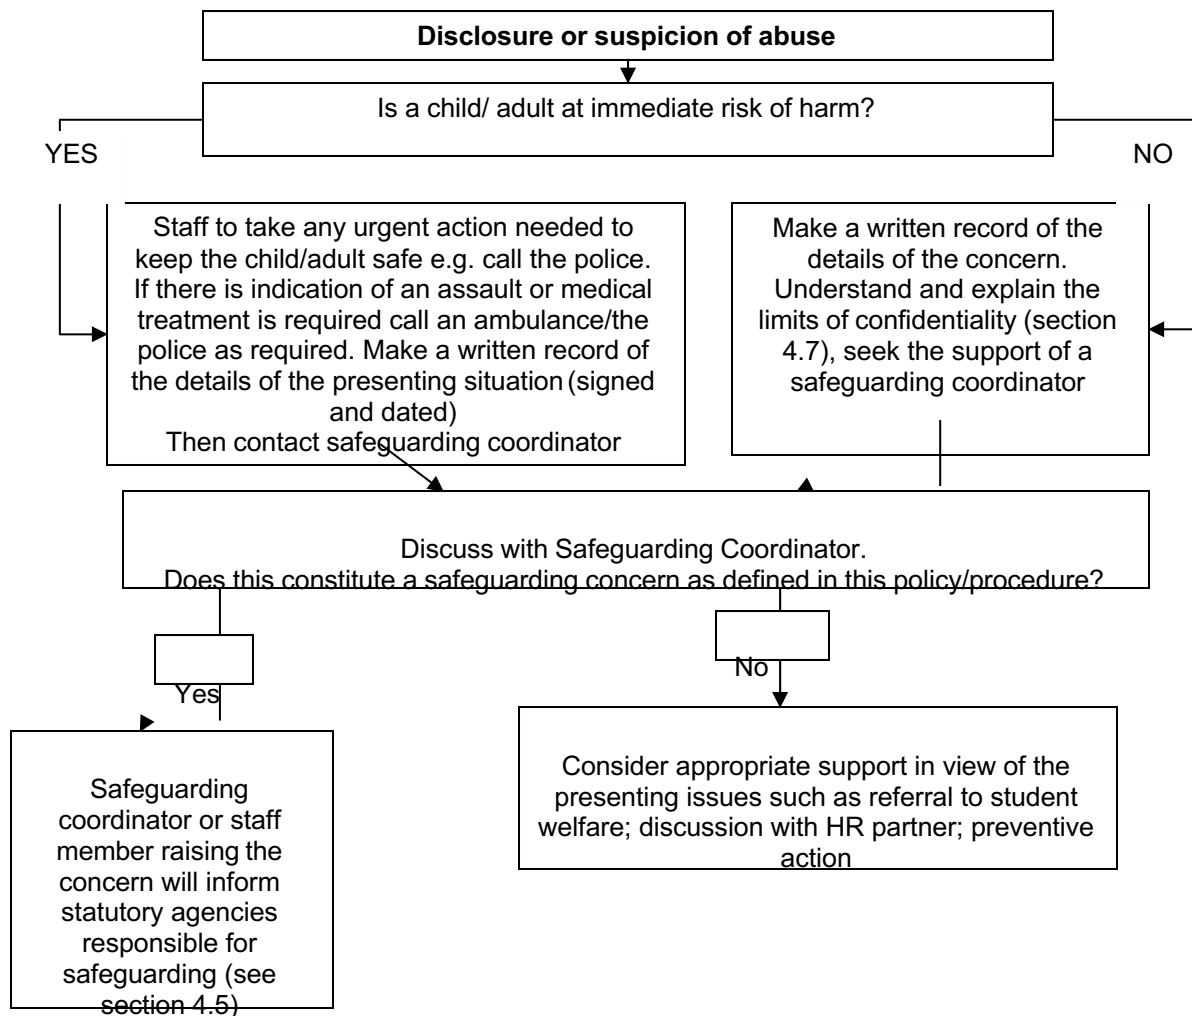 Disclosure or suspicion of abuse
Is a child/ adult at immediate risk of harm?
YES
NO
Staff to take any urgent action needed to
keep the child/adult safe e.g. call the police.
If there is indication of an assault or medical
treatment is required call an ambulance/the
police as required. Make a written record of
the details of the presenting situation (signed
and dated)
Then contact safeguarding coordinator
Make a written record of the
details of the concern.
Understand and explain the
limits of confidentiality (section
4.7), seek the support of a
safeguarding coordinator
Discuss with Safeguarding Coordinator.
Does this constitute a safeguarding concern as defined in this policy/procedure?
Yes
No
Safeguarding
coordinator or staff
member raising the
concern will inform
statutory agencies
responsible for
safeguarding (see
section 4.5)
Consider appropriate support in view of the
presenting issues such as referral to student
welfare; discussion with HR partner; preventive
action